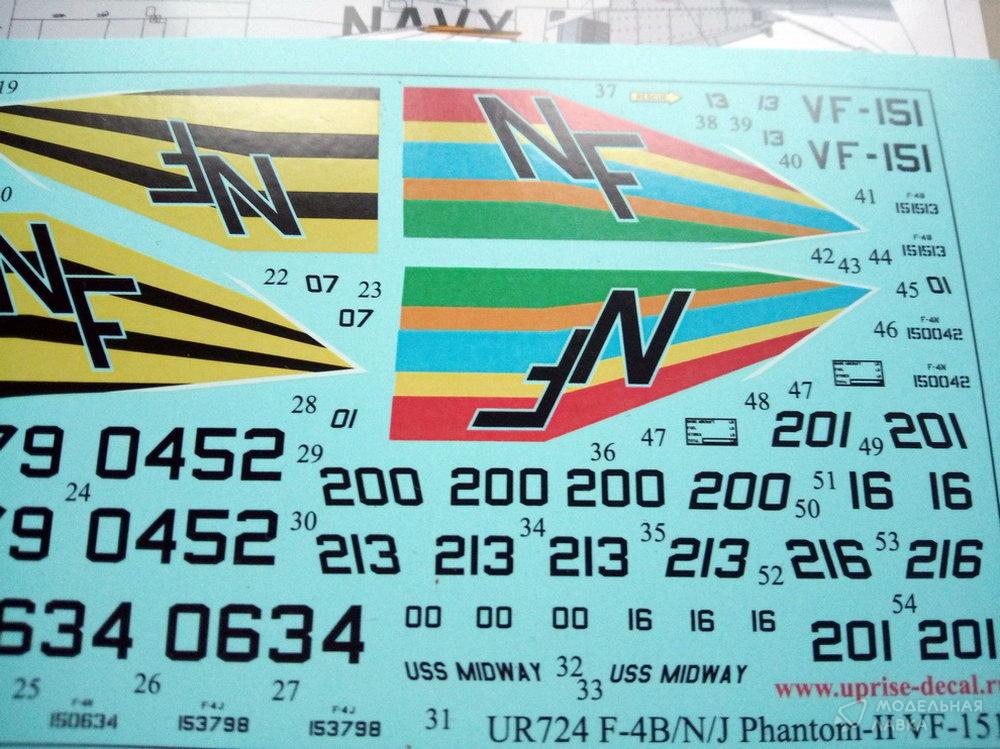 NAVY
19
NF
37
RESCUE
13 13
VF-151
38 39
13
40
VF-151
NF
41
F-4B
151513
F-4B
151513
42 43 44
22 07 23
07
45 01
46
F-4N
150042
F-4N
150042
NF
NF
28 01
47
48
47
36
201 49 201
79 0452 29
24
200 200 200 200 50 51 16 16
79 0452 30
213 34 213 213 35 213 52 216 53 216
54
0634 0634
00 00 00 16 16 16
201 201
USS MIDWAY 32 USS MIDWAY
33
25 26 27
www.uprise-decal.r
150634
F-4J
153798
F-4J
153798
31
UR724 F-4B/N/J Phantom-II VF-151
МОДЕЛЬНАЯ
ЛАВКА